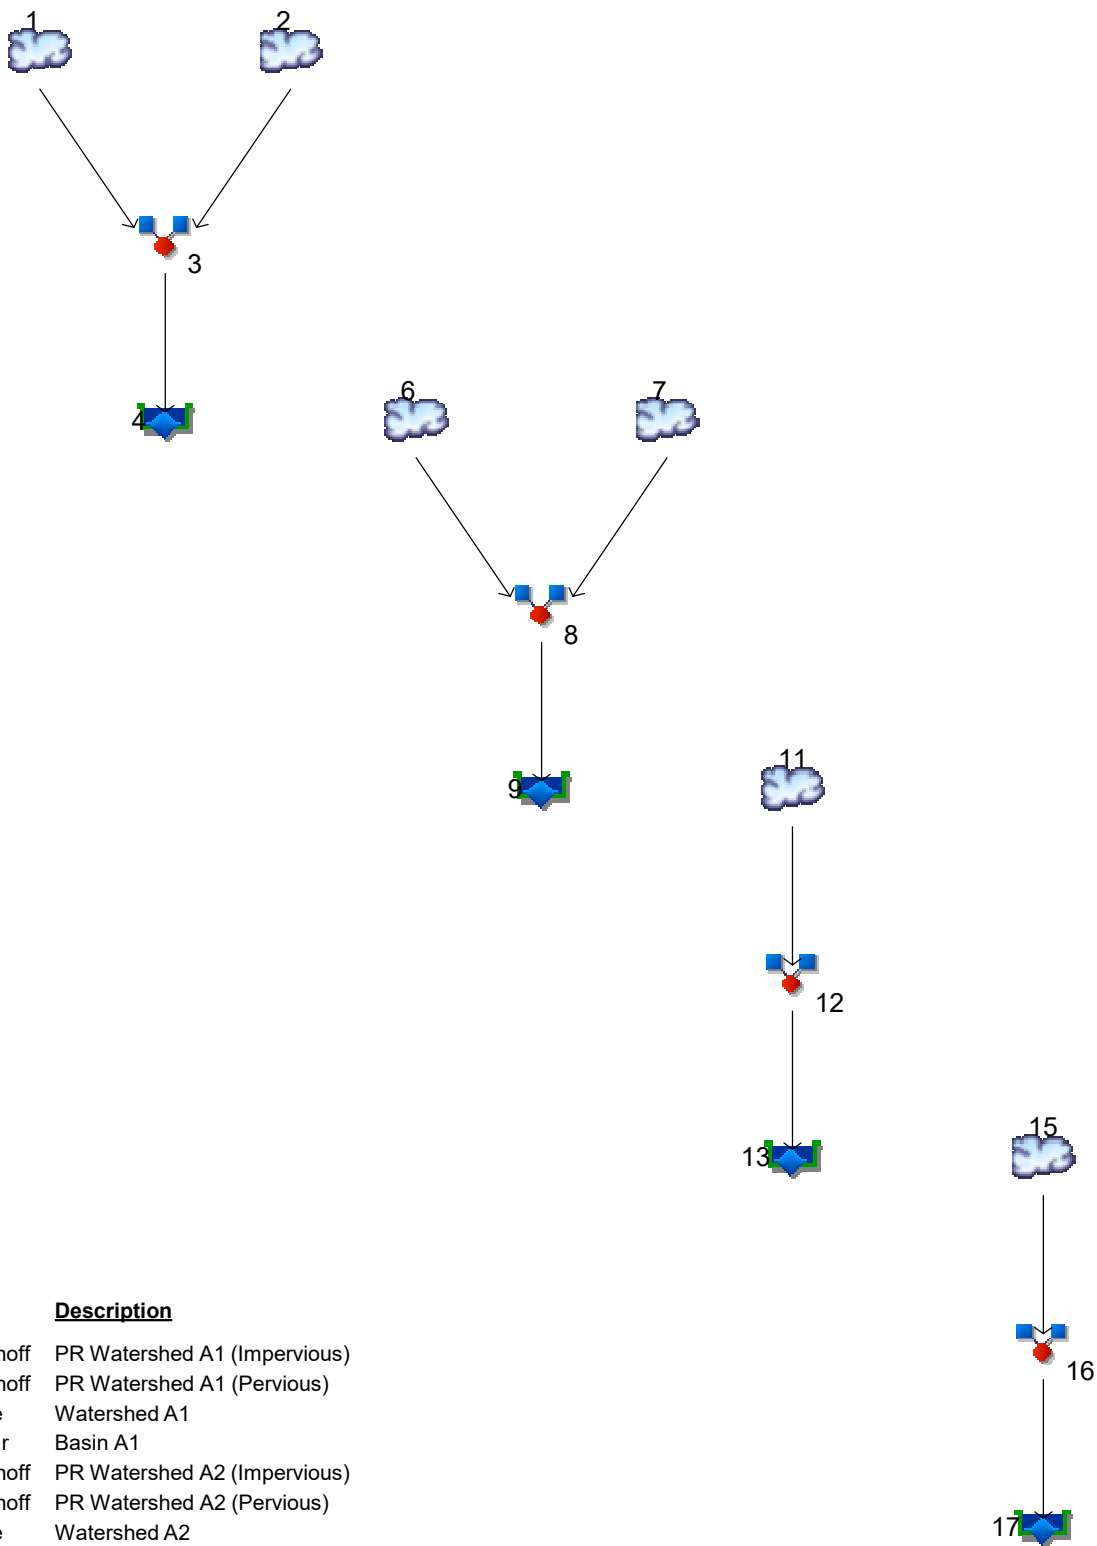 1
2
3
4
6
7
8
9
11
12
13
15
16
17
Description
noff PR Watershed A1 (Impervious)
noff PR Watershed A1 (Pervious)
e Watershed A1
r Basin A1
noff PR Watershed A2 (Impervious)
noff PR Watershed A2 (Pervious)
e Watershed A2